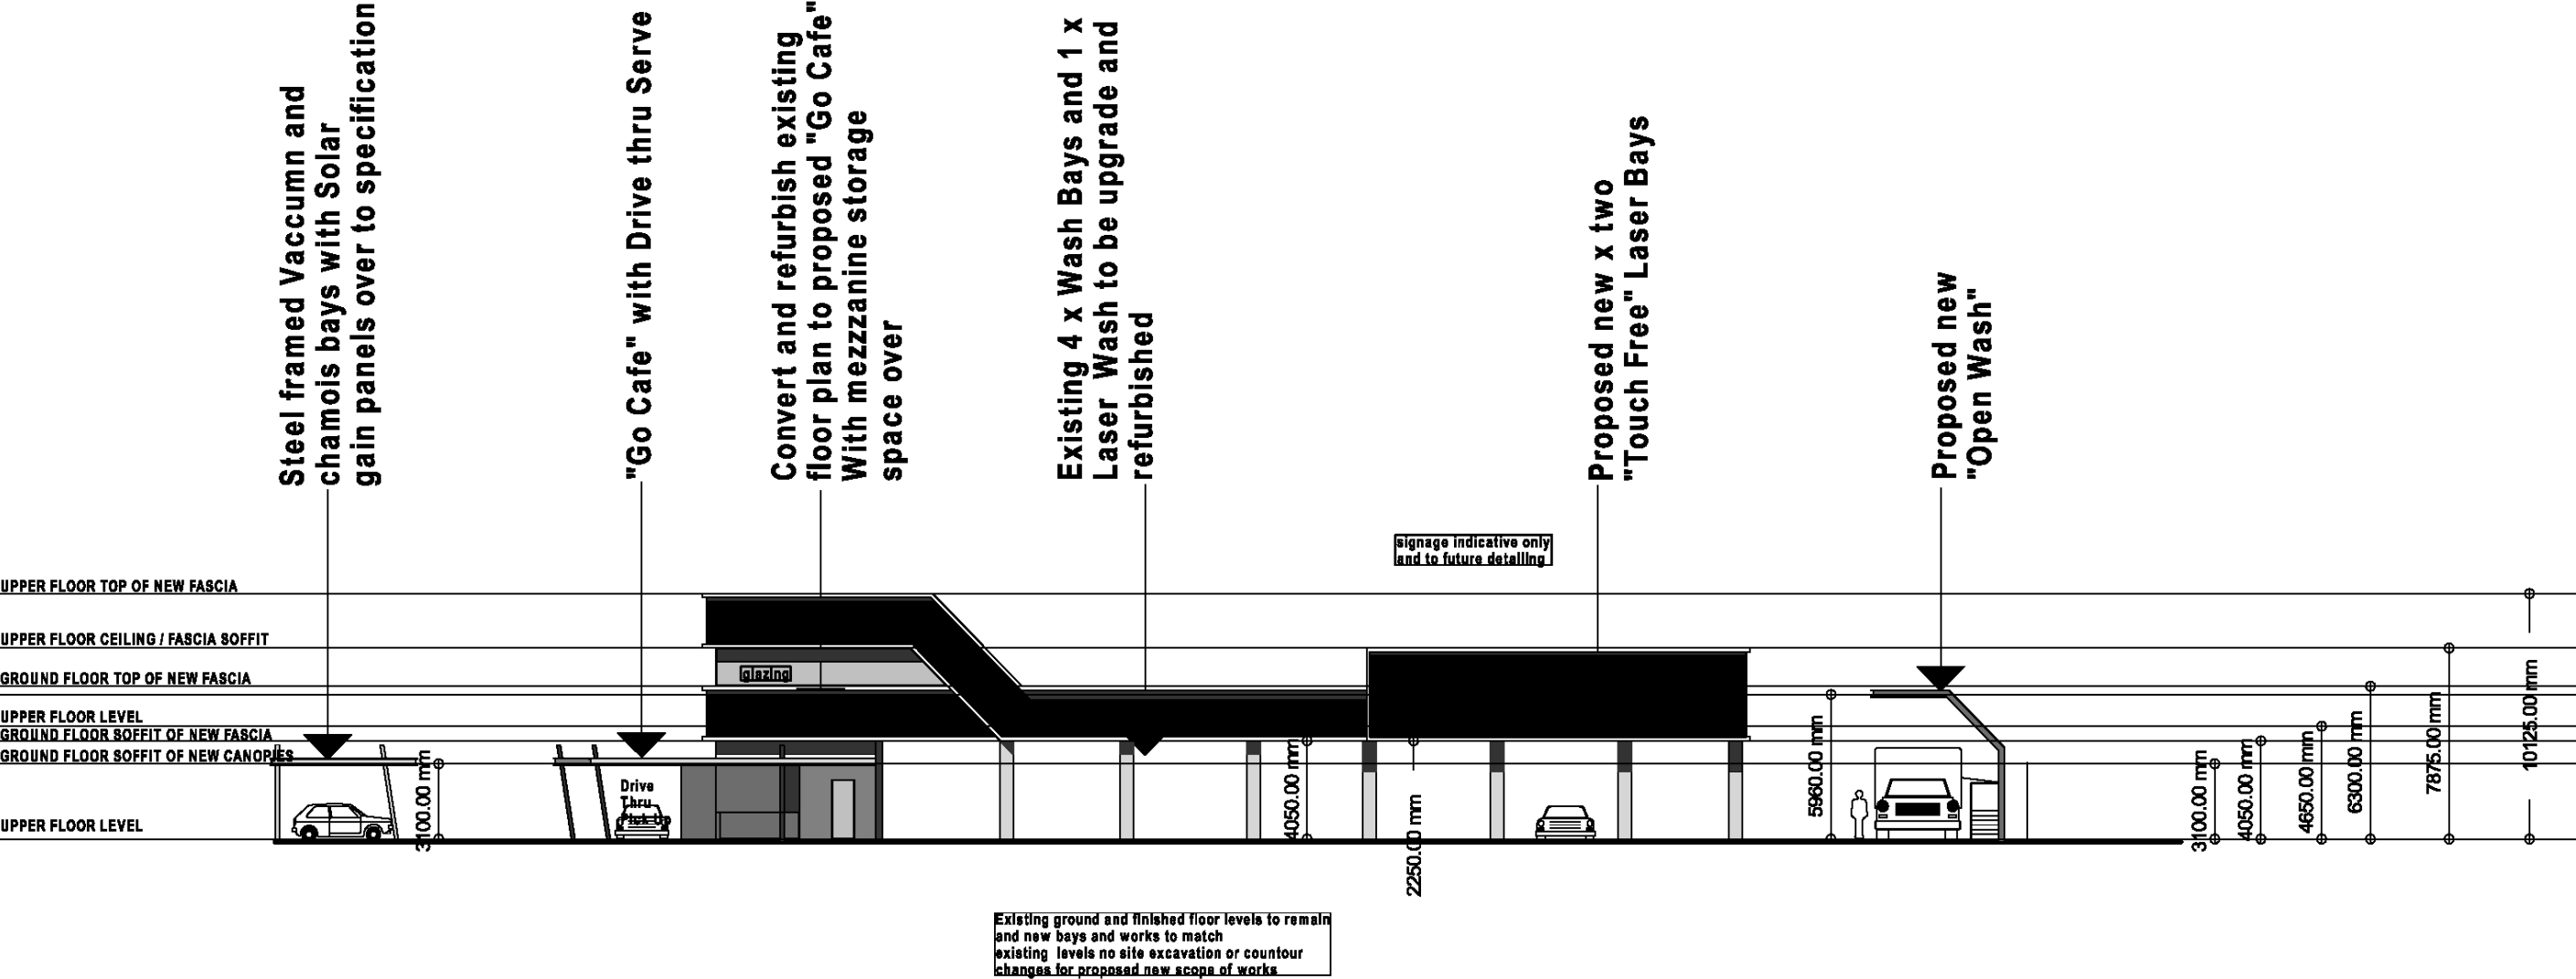 Steel framed Vaccumn and
chamois bays with Solar
gain panels over to specification
"Go Cafe" with Drive thru Serve
Convert and refurbish existing
floor plan to proposed "Go Cafe"
With mezzzanine storage
space over
Existing 4 x Wash Bays and 1 x
Laser Wash to be upgrade and
refurbished
Proposed new x two
"Touch Free" Laser Bays
Proposed new
"Open Wash"
signage indicative only
and to future detailing
UPPER FLOOR TOP OF NEW FASCIA
UPPER FLOOR CEILING / FASCIA SOFFIT
GROUND FLOOR TOP OF NEW FASCIA
UPPER FLOOR LEVEL
GROUND FLOOR SOFFIT OF NEW FASCIA
GROUND FLOOR SOFFIT OF NEW CANOPIES
UPPER FLOOR LEVEL
glazing
Drive
Thru
Pick Up
3100.00 mm
4050.00 mm
2250.00 mm
5960.00 mm
3100.00 mm
4050.00 mm
4650.00 mm
6300.00 mm
7875.00 mm
10125.00 mm
Existing ground and finished floor levels to remain
and new bays and works to match
existing levels no site excavation or countour
changes for proposed new scope of works